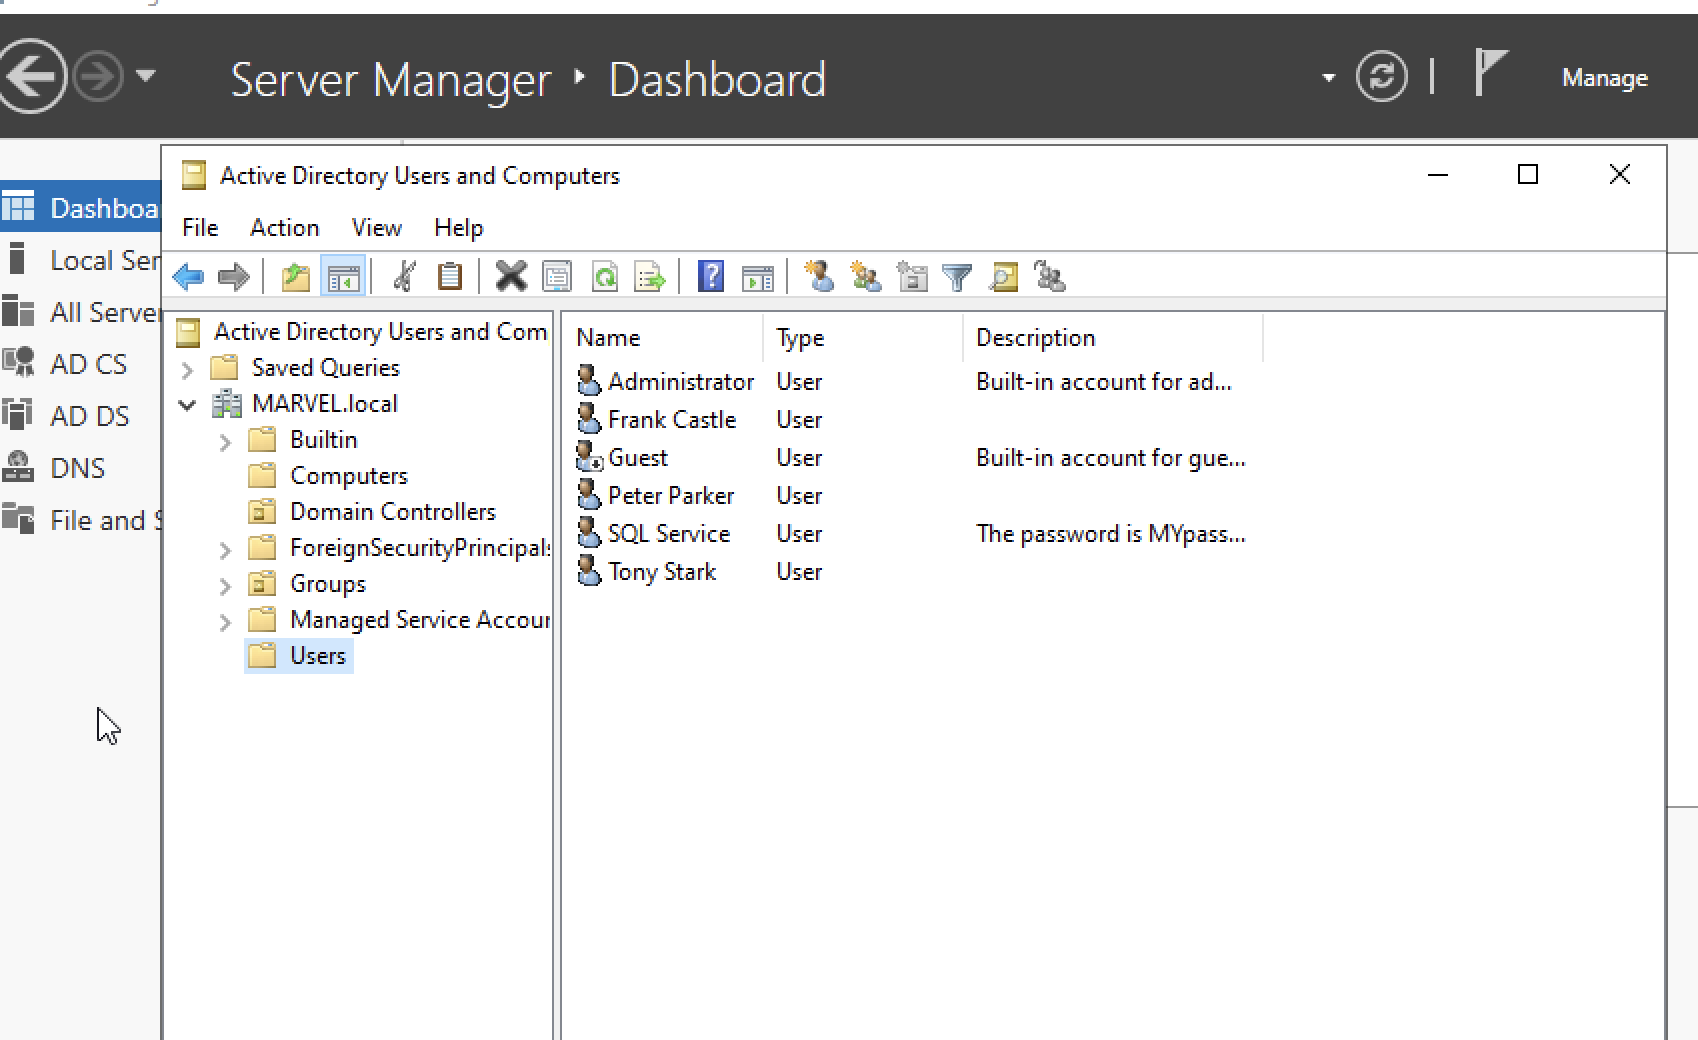 Server Manager ‣ Dashboard
Manage
Dashboa
Local Ser
All Server
AD CS
AD DS
DNS
File and S
Active Directory Users and Computers
File Action View Help
Active Directory Users and Com
Saved Queries
MARVEL.local
Builtin
Computers
Domain Controllers
ForeignSecurityPrincipals
Groups
Managed Service Accoun
Users
Name Type Description
Administrator User Built-in account for ad...
Frank Castle User
Guest User Built-in account for gue...
Peter Parker User
SQL Service User The password is MYpass...
Tony Stark User